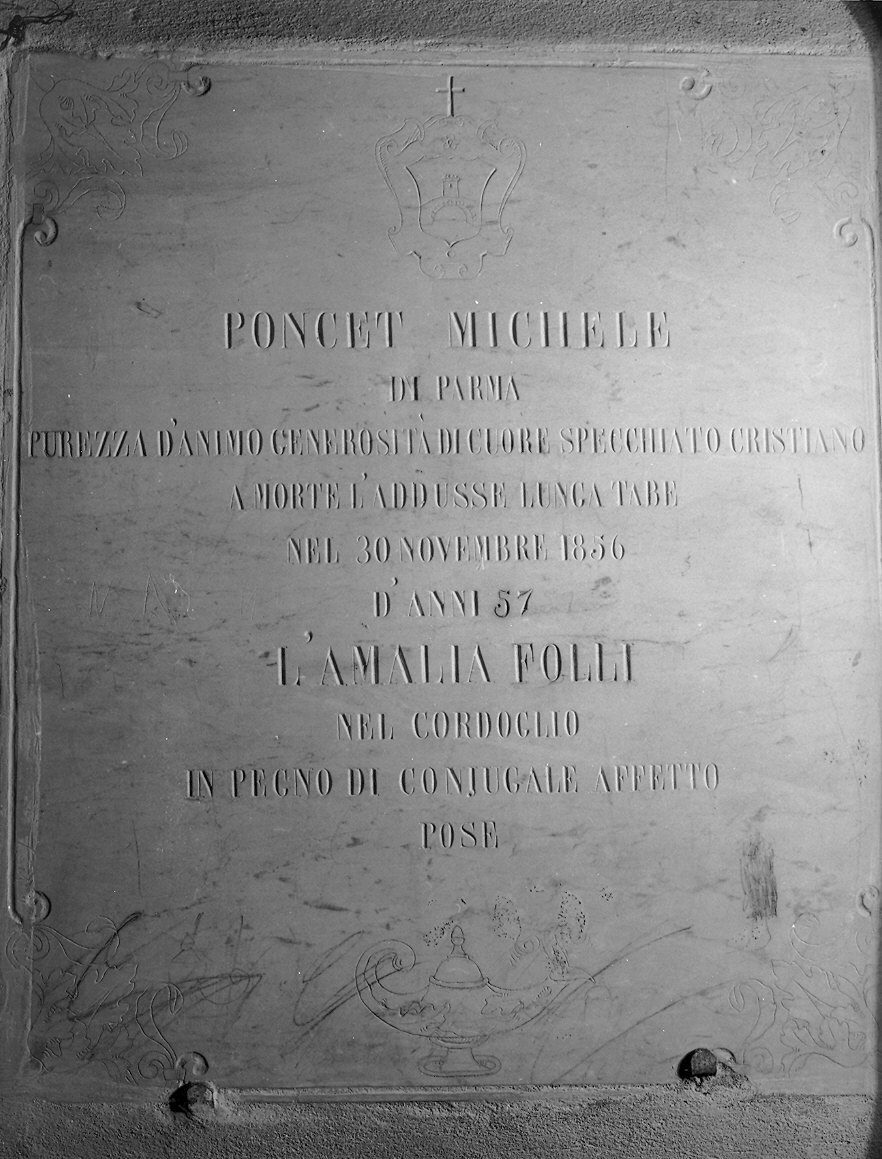 PONCET MICHELE
DI PARMA
PUREZZA D'ANIMO GENEROSITÀ DI CUORE SPECCHIATO CRISTIANO
A MORTE L'ADDUSSE LUNGA TABE
NEL 30 NOVEMBRE 1856
D'ANNI 57
L'AMALIA FOLLI
NEL CORDOGLIO
IN PEGNO DI CONJUGALE AFFETTO
POSE